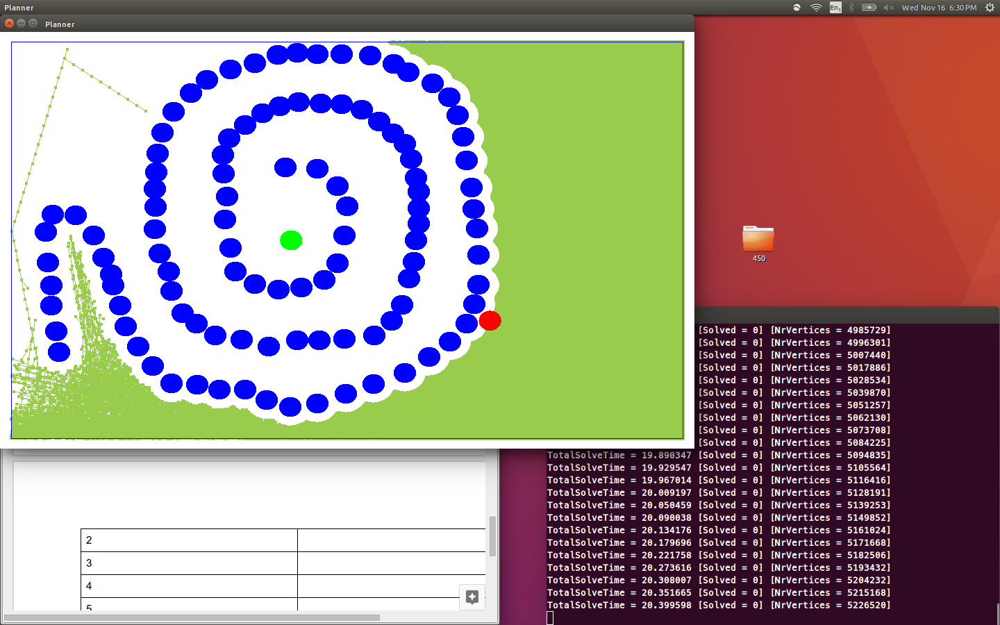 Planner
En1
Wed Nov 16 6:30 PM
Planner
450
[Solved = 0] [NrVertices = 4985729]
[Solved = 0] [NrVertices = 4996301]
[Solved = 0] [NrVertices = 5007440]
[Solved = 0] [NrVertices = 5017886]
[Solved = 0] [NrVertices = 5028534]
[Solved = 0] [NrVertices = 5039870]
[Solved = 0] [NrVertices = 5051257]
[Solved = 0] [NrVertices = 5062130]
[Solved = 0] [NrVertices = 5073708]
[Solved = 0] [NrVertices = 5084225]
TotalSolveTime = 19.890347 [Solved = 0] [NrVertices = 5094835]
TotalSolveTime = 19.929547 [Solved = 0] [NrVertices = 5105564]
TotalSolveTime = 19.967014 [Solved = 0] [NrVertices = 5116416]
TotalSolveTime = 20.009197 [Solved = 0] [NrVertices = 5128191]
TotalSolveTime = 20.050459 [Solved = 0] [NrVertices = 5139253]
TotalSolveTime = 20.090038 [Solved = 0] [NrVertices = 5149852]
TotalSolveTime = 20.134176 [Solved = 0] [NrVertices = 5161024]
TotalSolveTime = 20.179696 [Solved = 0] [NrVertices = 5171668]
TotalSolveTime = 20.221758 [Solved = 0] [NrVertices = 5182506]
TotalSolveTime = 20.273616 [Solved = 0] [NrVertices = 5193432]
TotalSolveTime = 20.308007 [Solved = 0] [NrVertices = 5204232]
TotalSolveTime = 20.351665 [Solved = 0] [NrVertices = 5215168]
TotalSolveTime = 20.399598 [Solved = 0] [NrVertices = 5226520]
2
3
4
5